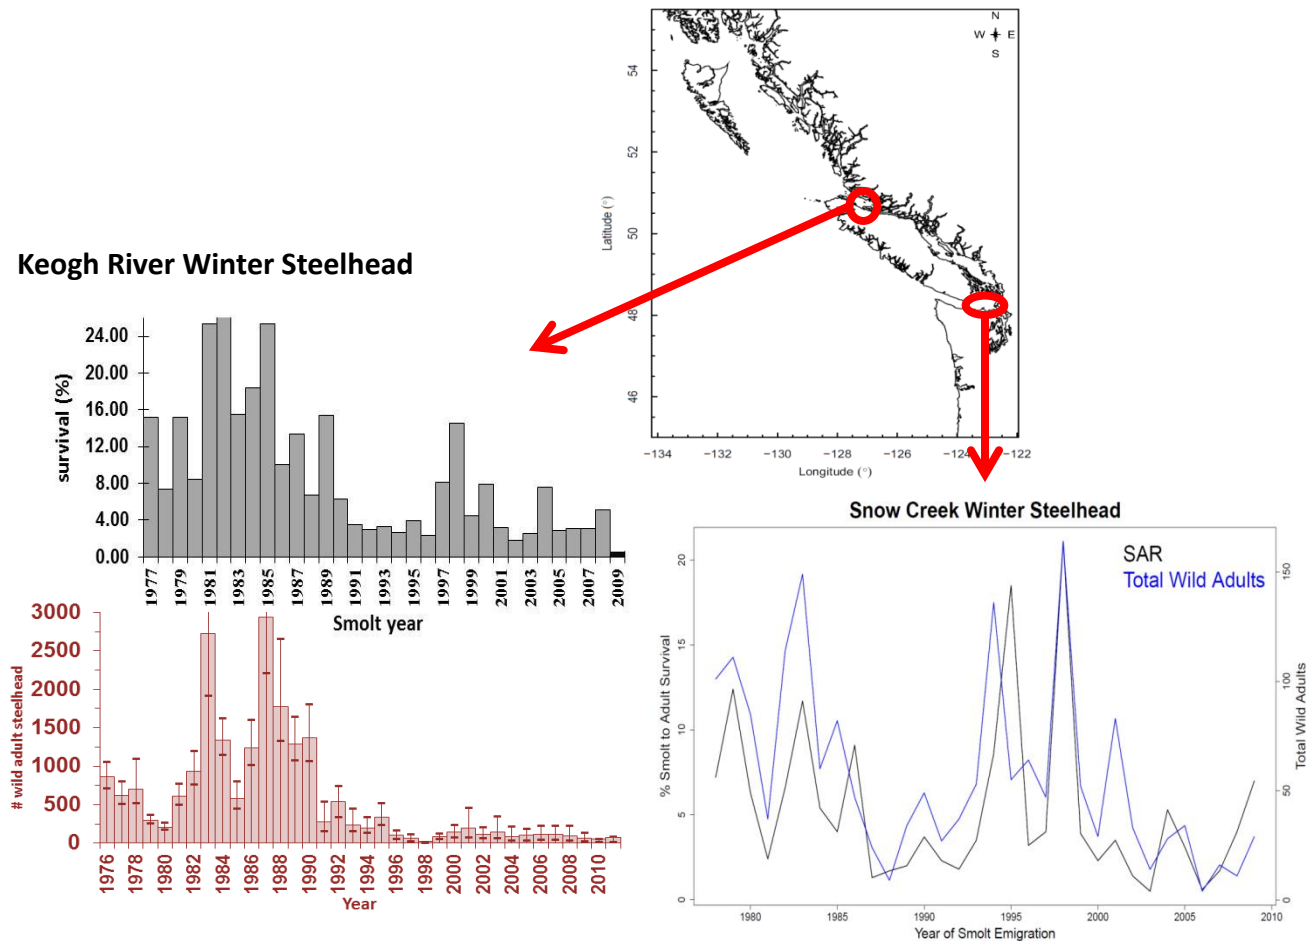 N
W E
S
54
52
50
48
46
Latitude (°)
−134 −132 −130 −128 −126 −124 −122
Longitude (°)
Keogh River Winter Steelhead
24.00
20.00
16.00
12.00
8.00
4.00
0.00
survival (%)
1977 1979 1981 1983 1985 1987 1989 1991 1993 1995 1997 1999 2001 2003 2005 2007 2009
Smolt year
3000
2500
2000
1500
1000
500
0
# wild adult steelhead
1976 1978 1980 1982 1984 1986 1988 1990 1992 1994 1996 1998 2000 2002 2004 2006 2008 2010
Year
Snow Creek Winter Steelhead
SAR
Total Wild Adults
20
15
10
5
0
% Smolt to Adult Survival
150
100
50
0
Total Wild Adults
1980 1985 1990 1995 2000 2005 2010
Year of Smolt Emigration